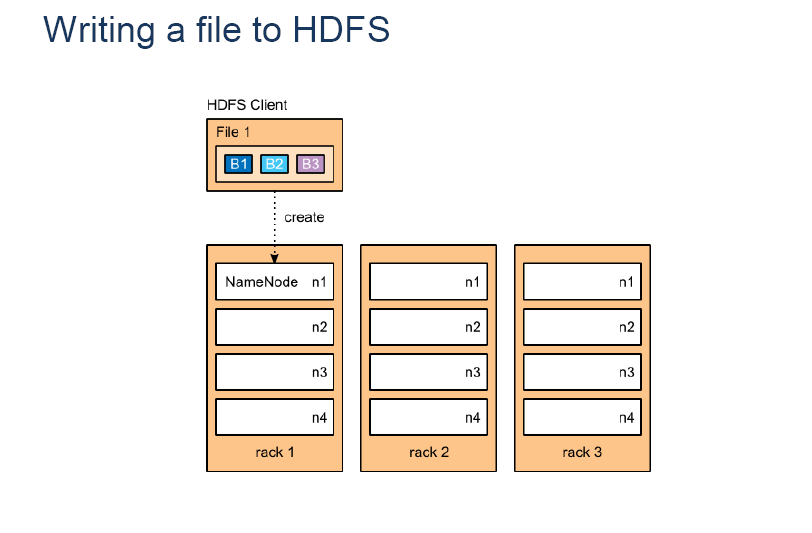 Writing a file to HDFS
HDFS Client
File 1
B1 B2 B3
create
NameNode n1
n2
n3
n4
rack 1
n1
n2
n3
n4
rack 2
n1
n2
n3
n4
rack 3